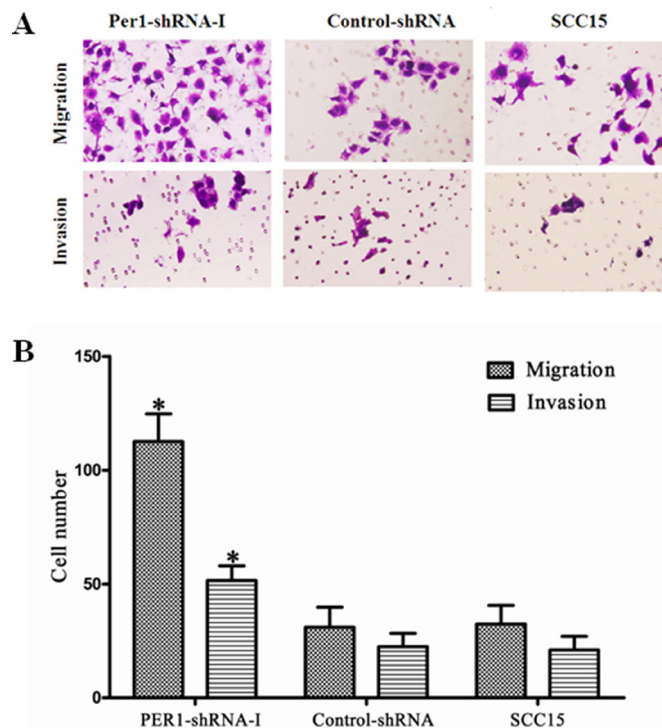 A
Per1-shRNA-I
Control-shRNA
SCC15
Migration
Invasion
B
150
100
50
0
Cell number
Migration
Invasion
*
*
PER1-shRNA-I
Control-shRNA
SCC15